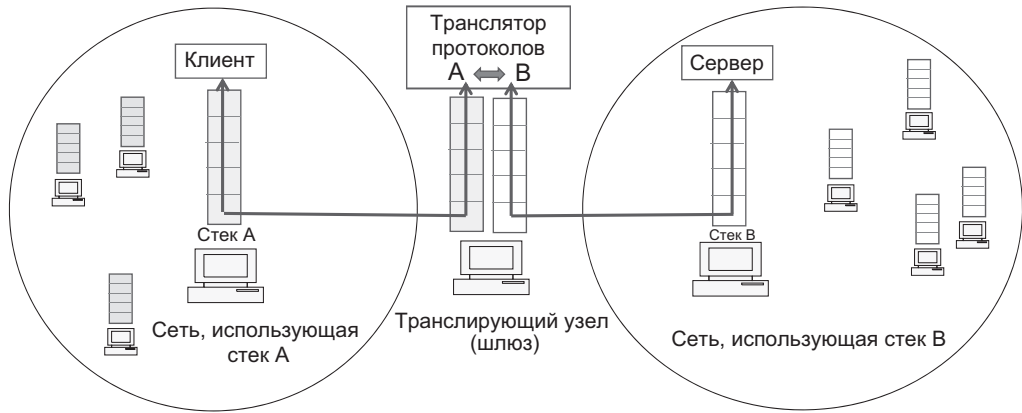 Транслятор
протоколов
A B
Клиент
Сервер
Стек A
Стек B
Сеть, использующая
стек A
Транслирующий узел
(шлюз)
Сеть, использующая стек B